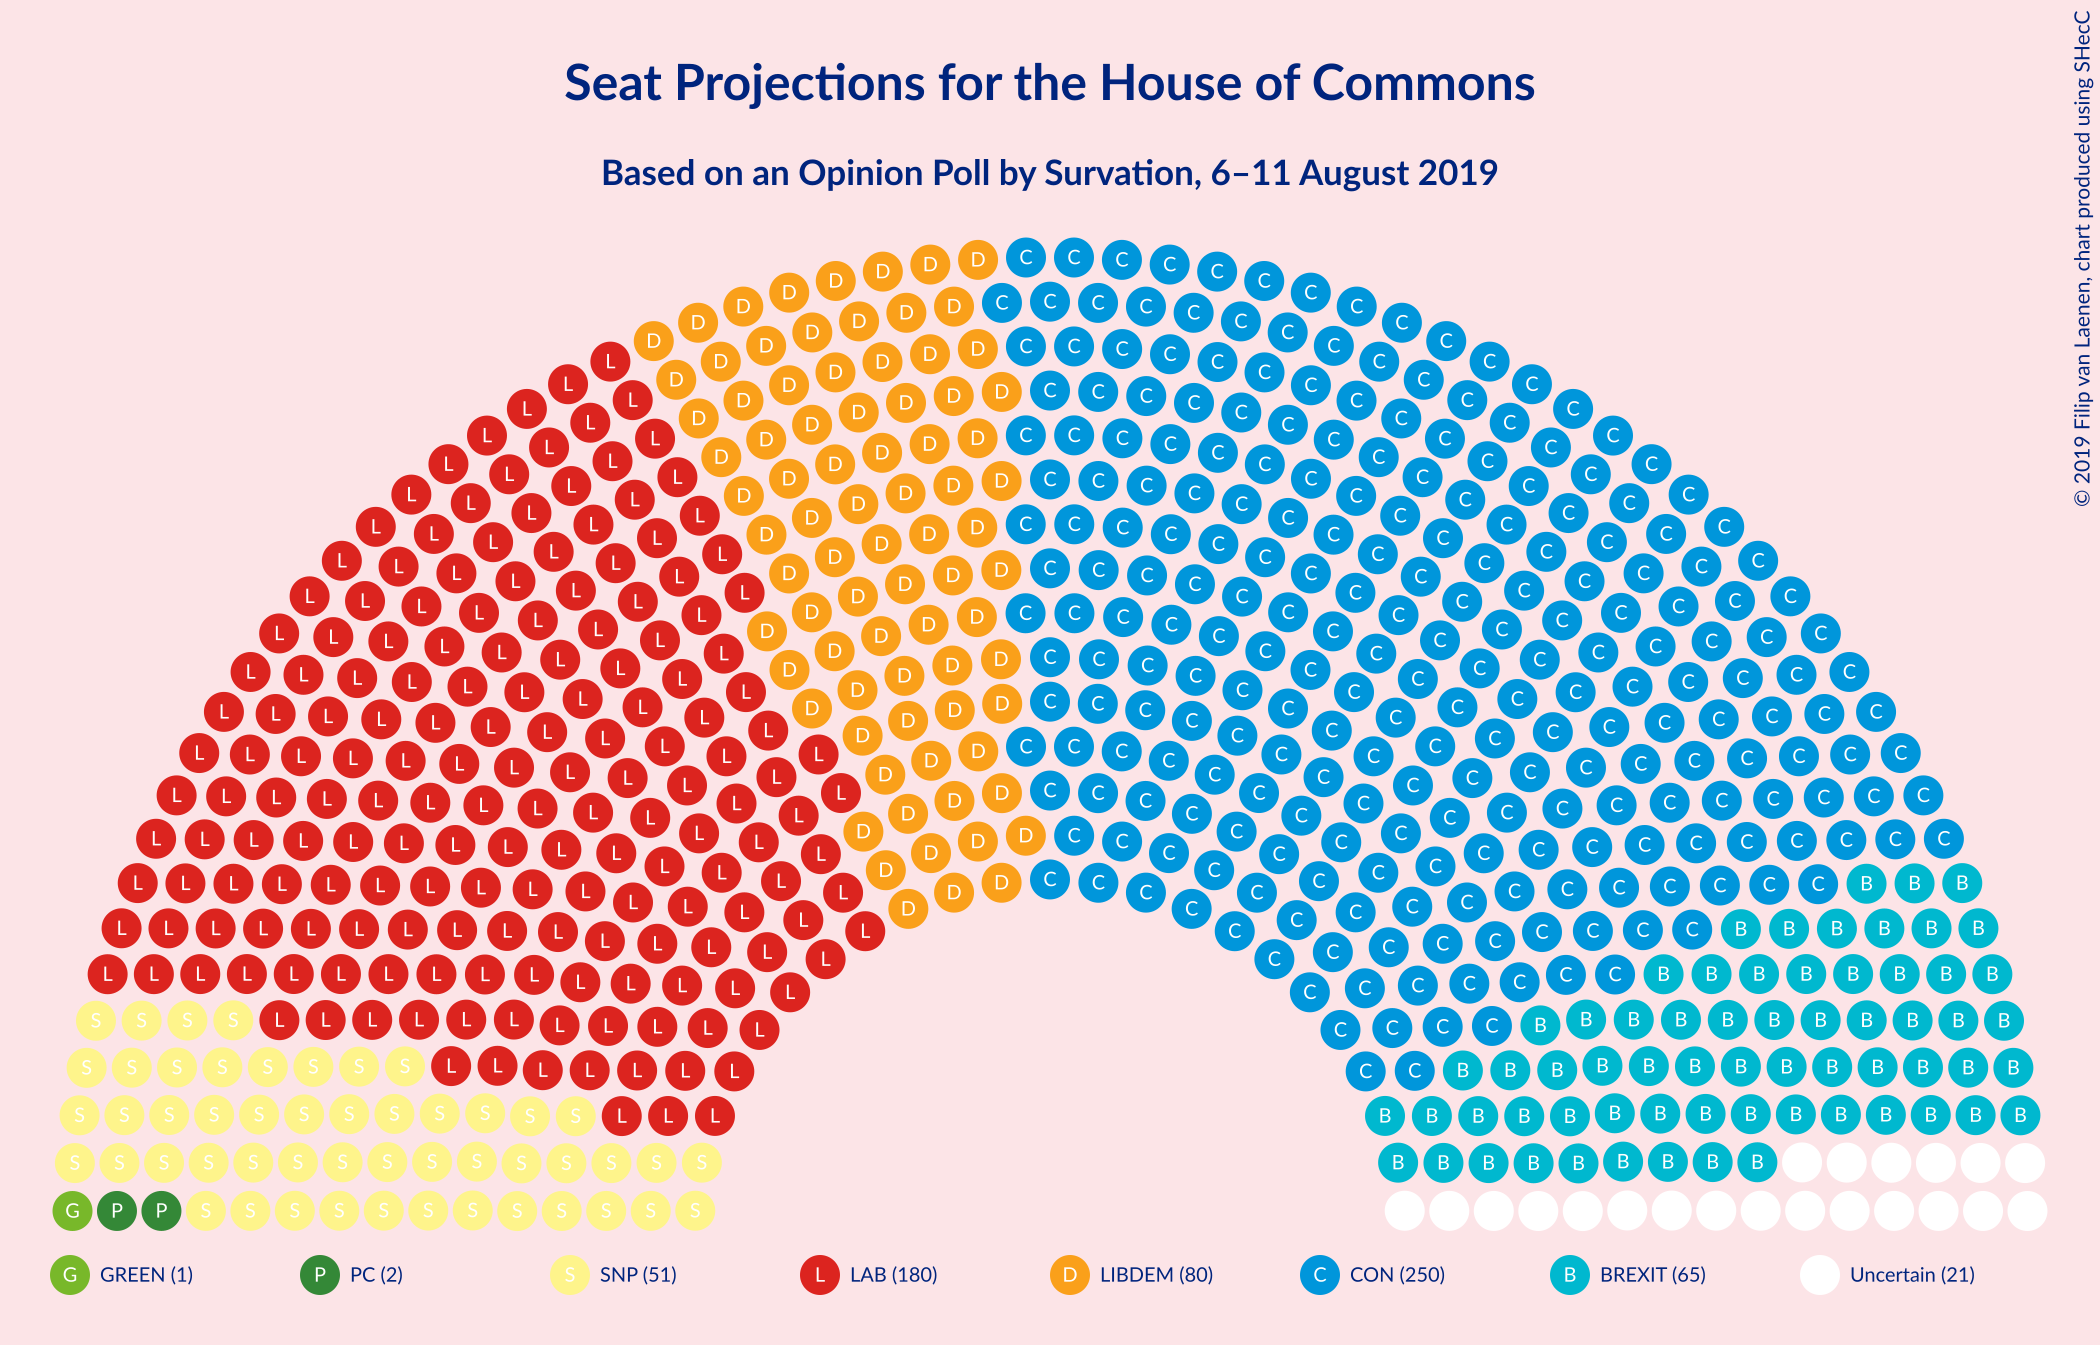 Seat Projections for the House of Commons
Based on an Opinion Poll by Survation, 6–11 August 2019
© 2019 Filip van Laenen, chart produced using SHecC
G GREEN (1)
P PC (2)
S SNP (51)
L LAB (180)
D LIBDEM (80)
C CON (250)
B BREXIT (65)
Uncertain (21)